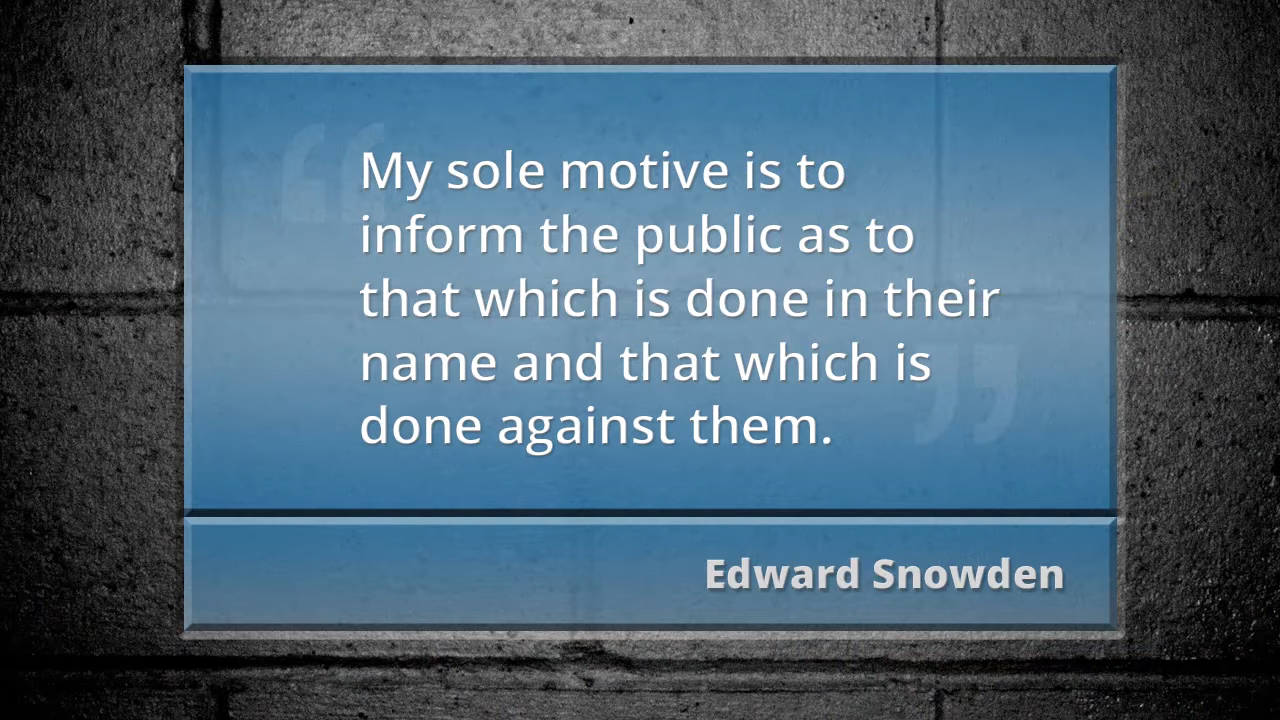 My sole motive is to
inform the public as to
that which is done in their
name and that which is
done against them.
Edward Snowden